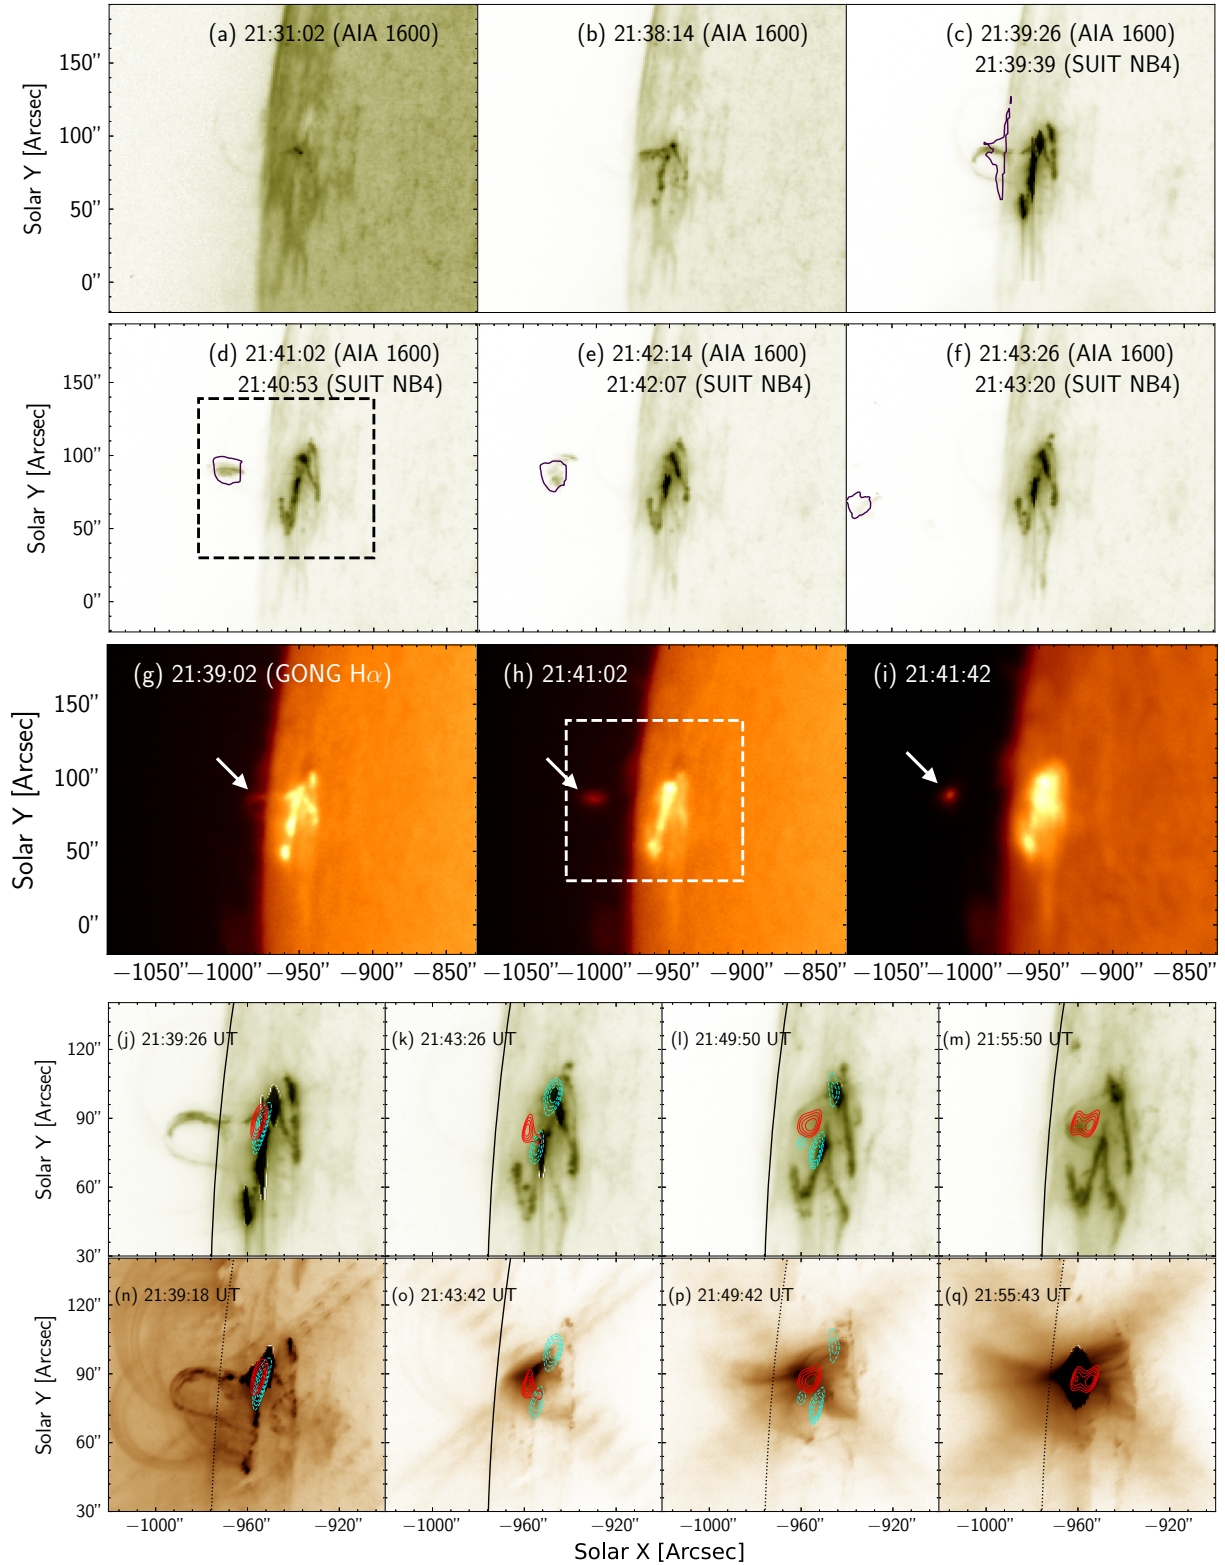 (a) 21:31:02 (AIA 1600)
(b) 21:38:14 (AIA 1600)
(c) 21:39:26 (AIA 1600)
21:39:39 (SUIT NB4)
150”
100”
50”
0”
Solar Y [Arcsec]
(d) 21:41:02 (AIA 1600)
21:40:53 (SUIT NB4)
(e) 21:42:14 (AIA 1600)
21:42:07 (SUIT NB4)
(f) 21:43:26 (AIA 1600)
21:43:20 (SUIT NB4)
150”
100”
50”
0”
Solar Y [Arcsec]
(g) 21:39:02 (GONG Hα)
(h) 21:41:02
(i) 21:41:42
150”
100”
50”
0”
Solar Y [Arcsec]
−1050” −1000” −950” −900” −850”
−1050” −1000” −950” −900” −850”
−1050” −1000” −950” −900” −850”
(j) 21:39:26 UT
(k) 21:43:26 UT
(l) 21:49:50 UT
(m) 21:55:50 UT
120”
90”
60”
30”
Solar Y [Arcsec]
(n) 21:39:18 UT
(o) 21:43:42 UT
(p) 21:49:42 UT
(q) 21:55:43 UT
120”
90”
60”
30”
Solar Y [Arcsec]
−1000” −960” −920”
−1000” −960” −920”
−1000” −960” −920”
−1000” −960” −920”
Solar X [Arcsec]